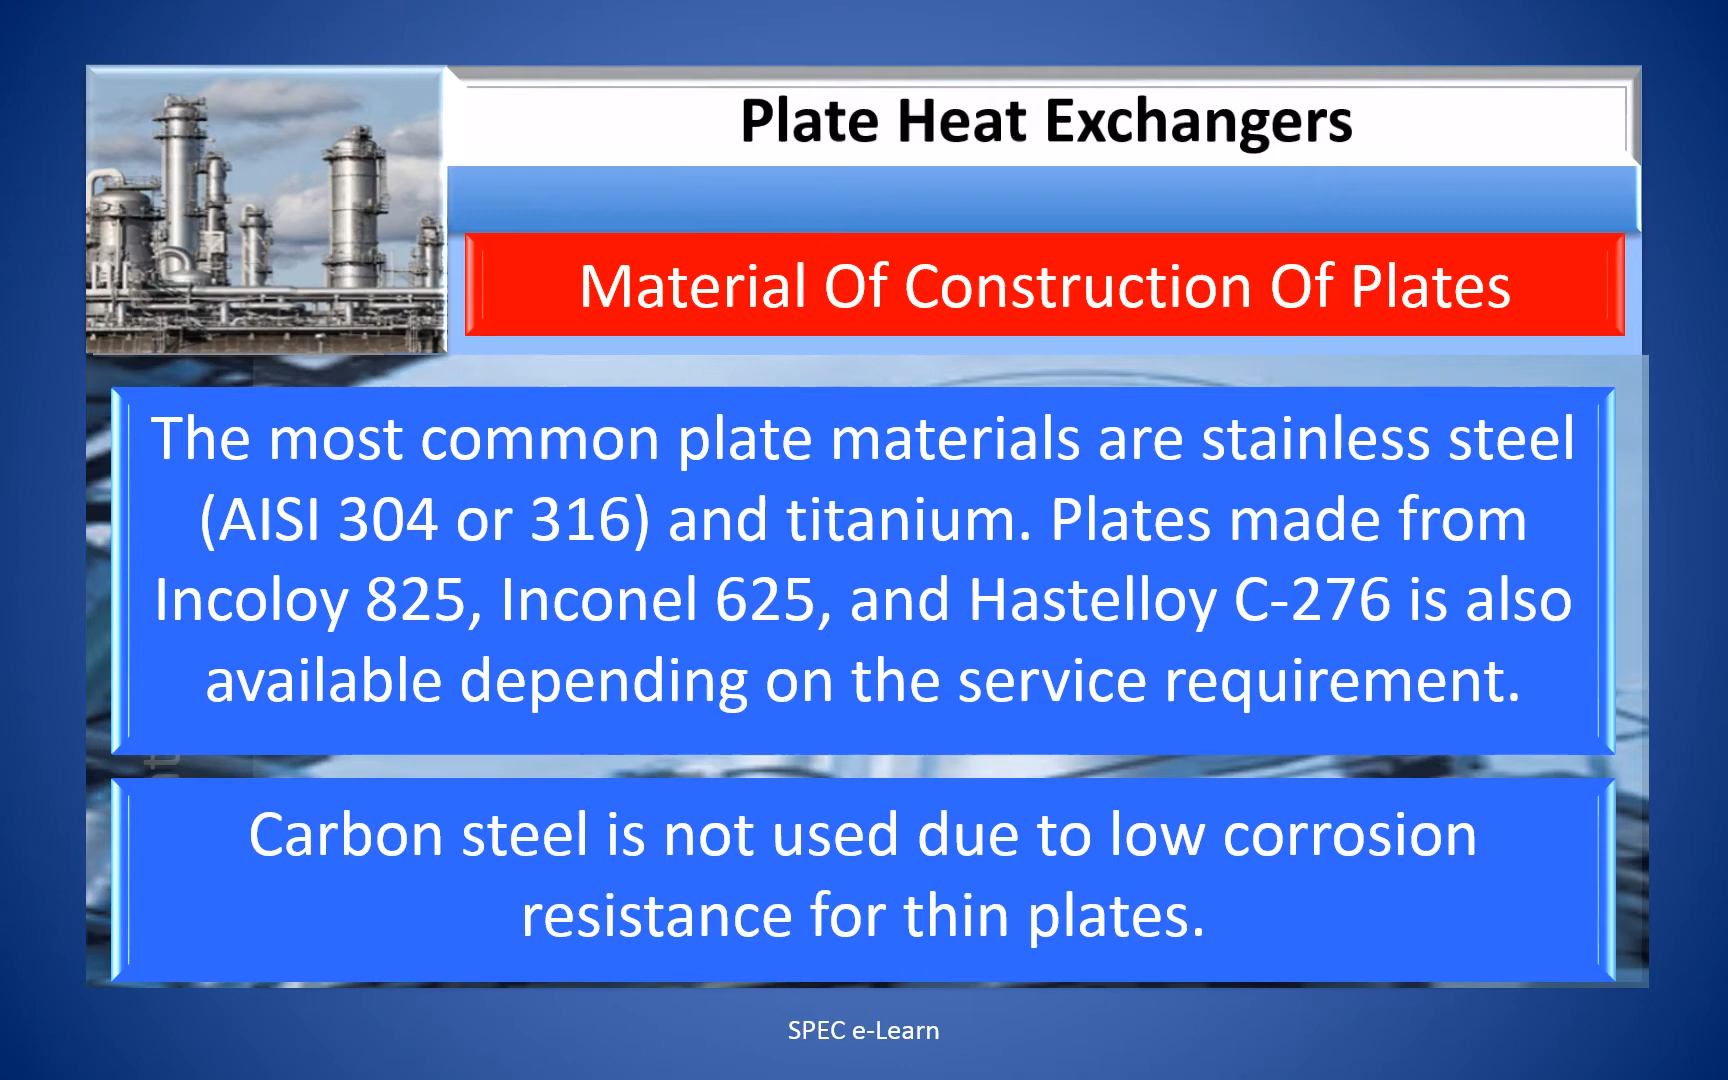 Plate Heat Exchangers
Material Of Construction Of Plates
The most common plate materials are stainless steel
(AISI 304 or 316) and titanium. Plates made from
Incoloy 825, Inconel 625, and Hastelloy C-276 is also
available depending on the service requirement.
Carbon steel is not used due to low corrosion
resistance for thin plates.
SPEC e-Learn